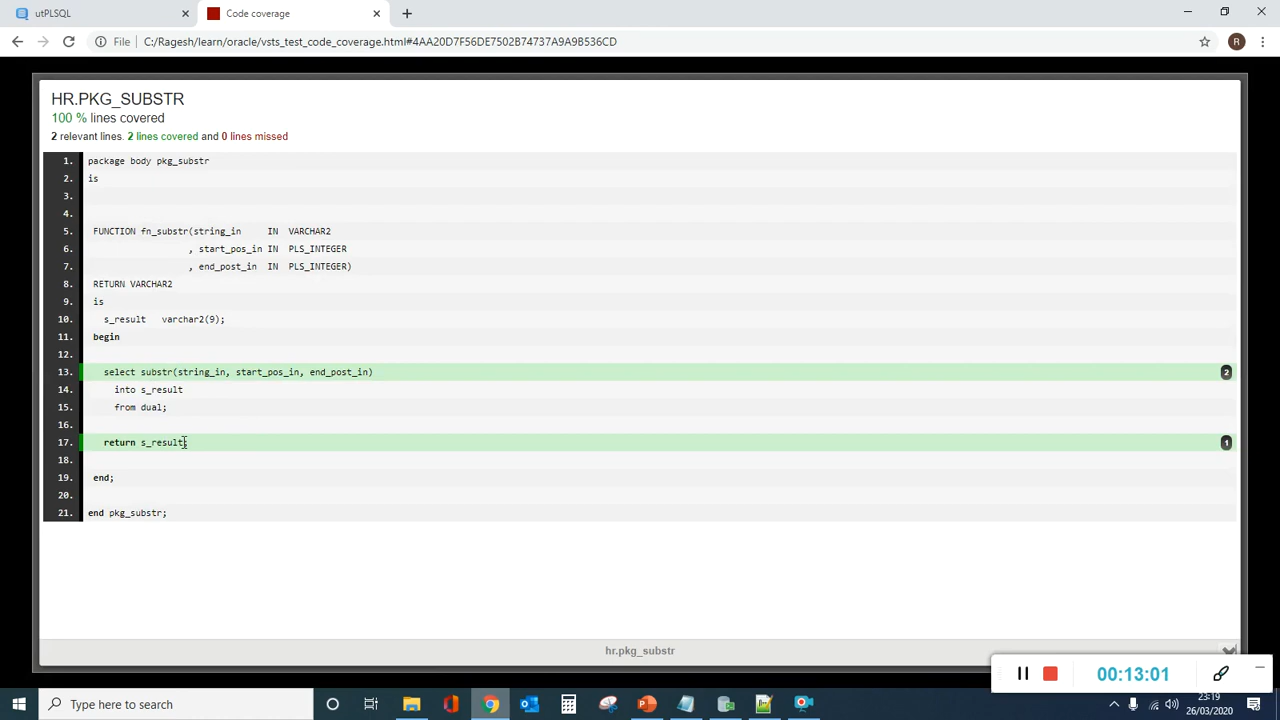 utPLSQL
Code coverage
File
C:/Ragesh/learn/oracle/vsts_test_code_coverage.html#4AA20D7F56DE7502B74737A9A9B536CD
R
HR.PKG_SUBSTR
100 % lines covered
2 relevant lines. 2 lines covered and 0 lines missed
1. package body pkg_substr
2. is
3.
4.
5. FUNCTION fn_substr(string_in IN VARCHAR2
6. , start_pos_in IN PLS_INTEGER
7. , end_post_in IN PLS_INTEGER)
8. RETURN VARCHAR2
9. is
10. s_result varchar2(9);
11. begin
12.
13. select substr(string_in, start_pos_in, end_post_in) 2
14. into s_result
15. from dual;
16.
17. return s_result; 1
18.
19. end;
20.
21. end pkg_substr;
hr.pkg_substr
00:13:01
Type here to search
23:19
26/03/2020